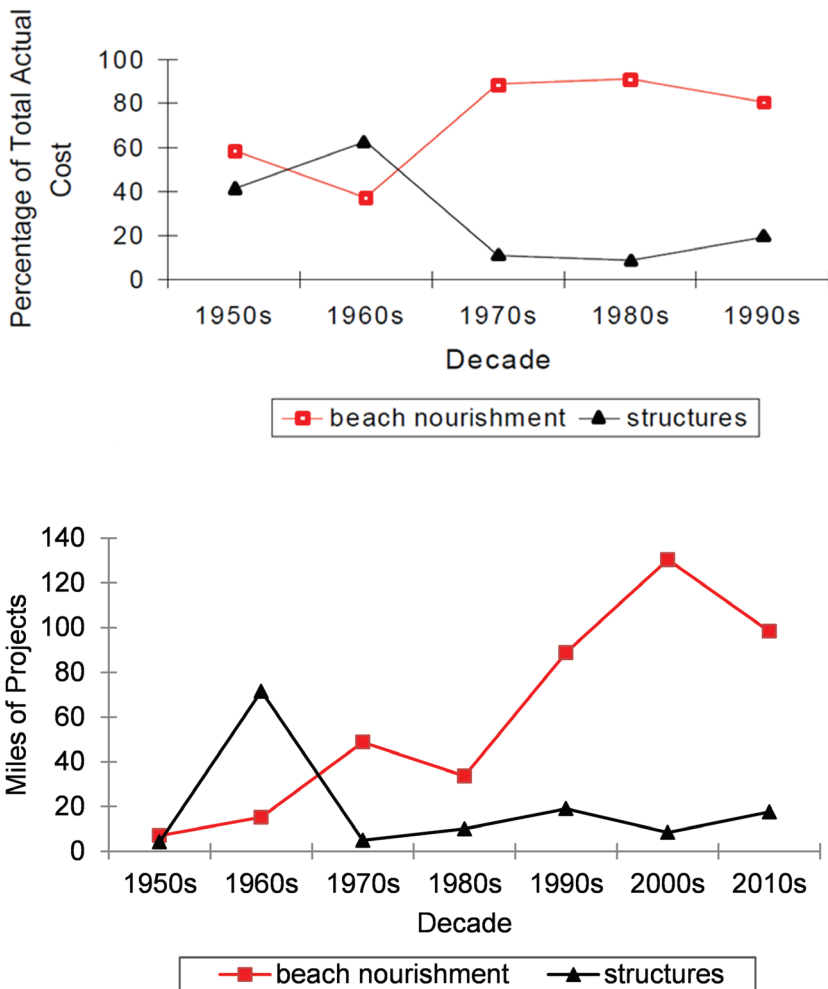 Percentage of Total Actual
Cost
100
80
60
40
20
0
1950s 1960s 1970s 1980s 1990s
Decade
beach nourishment structures
Miles of Projects
140
120
100
80
60
40
20
0
1950s 1960s 1970s 1980s 1990s 2000s 2010s
Decade
beach nourishment structures